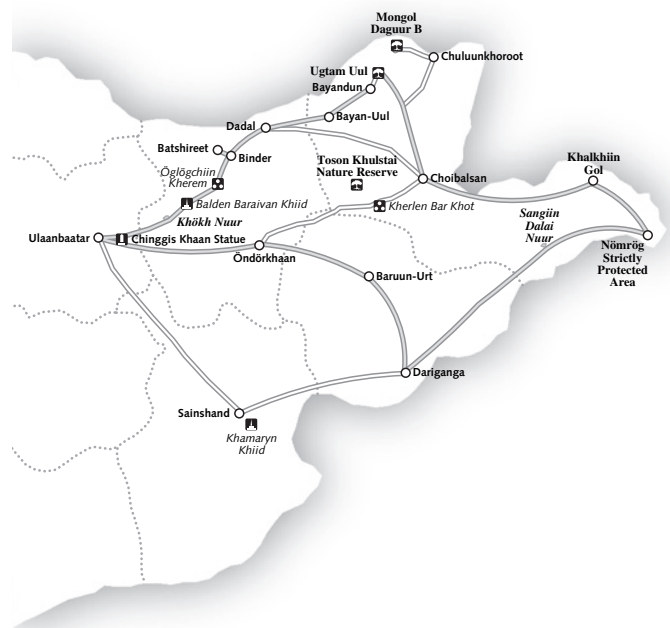 Mongol
Daguur B
Chuluunkhoroot
Ugtam Uul
Bayandun
Bayan-Uul
Dadal
Batshireet
Binder
Öglögchiin
Kherem
Toson Khulstai
Nature Reserve
Choibalsan
Khalkhiin
Gol
Balden Baraivan Khiid
Kherlen Bar Khot
Khökh Nuur
Sangiin
Dalai
Nuur
Ulaanbaatar
Chinggis Khaan Statue
Öndörkhaan
Nömrög
Strictly
Protected
Area
Baruun-Urt
Dariganga
Sainshand
Khamaryn
Khiid